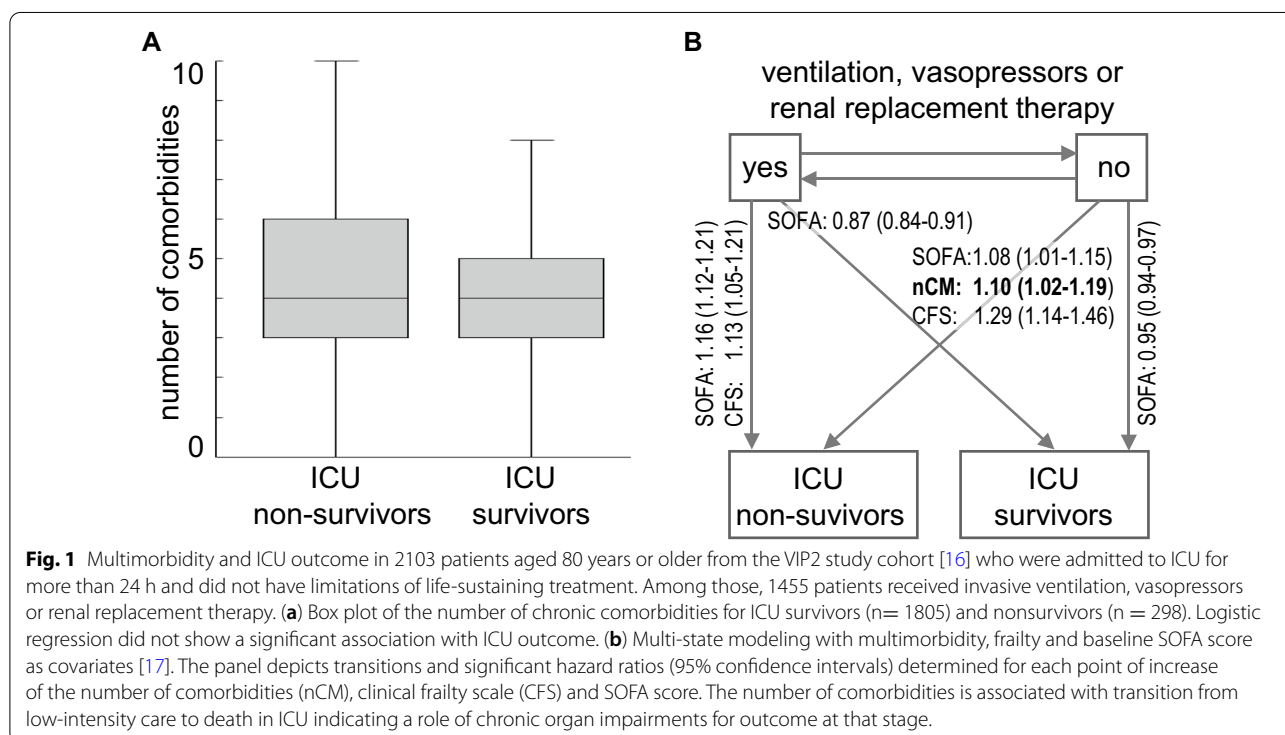 A
10
5
0
number of comorbidities
ICU
non-survivors
ICU
survivors
B
ventilation, vasopressors or
renal replacement therapy
yes
no
SOFA: 0.87 (0.84-0.91)
SOFA: 1.16 (1.12-1.21)
CFS: 1.13 (1.05-1.21)
SOFA:1.08 (1.01-1.15)
nCM: 1.10 (1.02-1.19)
CFS: 1.29 (1.14-1.46)
SOFA: 0.95 (0.94-0.97)
ICU
non-suvivors
ICU
survivors
Fig. 1 Multimorbidity and ICU outcome in 2103 patients aged 80 years or older from the VIP2 study cohort [16] who were admitted to ICU for
more than 24 h and did not have limitations of life-sustaining treatment. Among those, 1455 patients received invasive ventilation, vasopressors
or renal replacement therapy. (a) Box plot of the number of chronic comorbidities for ICU survivors (n= 1805) and nonsurvivors (n = 298). Logistic
regression did not show a significant association with ICU outcome. (b) Multi-state modeling with multimorbidity, frailty and baseline SOFA score
as covariates [17]. The panel depicts transitions and significant hazard ratios (95% confidence intervals) determined for each point of increase
of the number of comorbidities (nCM), clinical frailty scale (CFS) and SOFA score. The number of comorbidities is associated with transition from
low-intensity care to death in ICU indicating a role of chronic organ impairments for outcome at that stage.